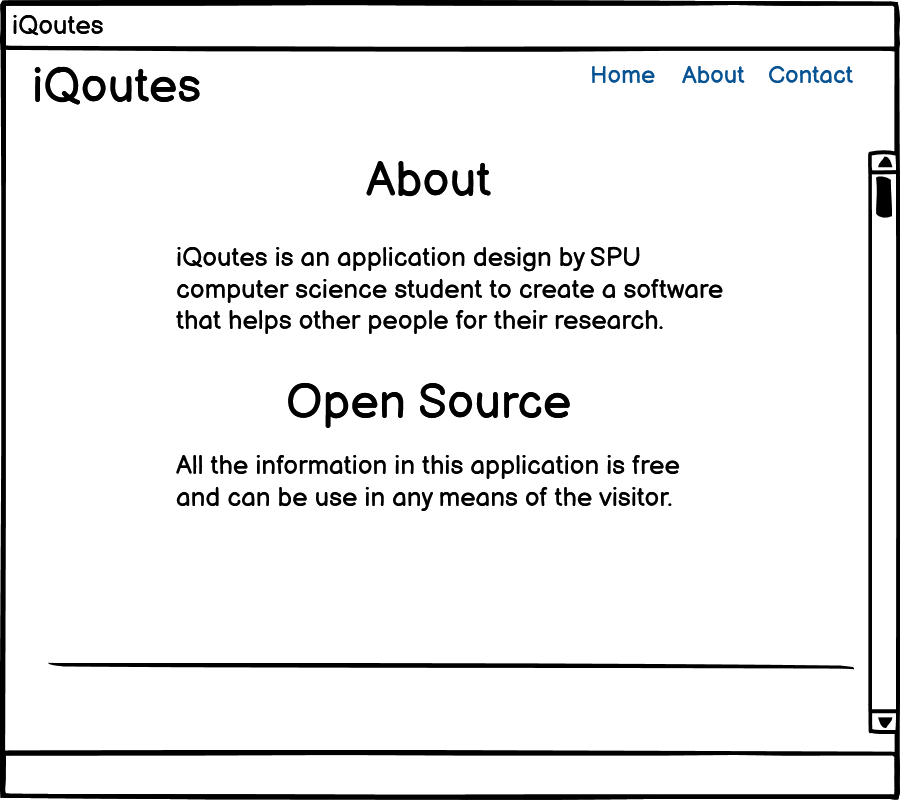 iQoutes
iQoutes
Home About Contact
About
iQoutes is an application design by SPU
computer science student to create a software
that helps other people for their research.
Open Source
All the information in this application is free
and can be use in any means of the visitor.